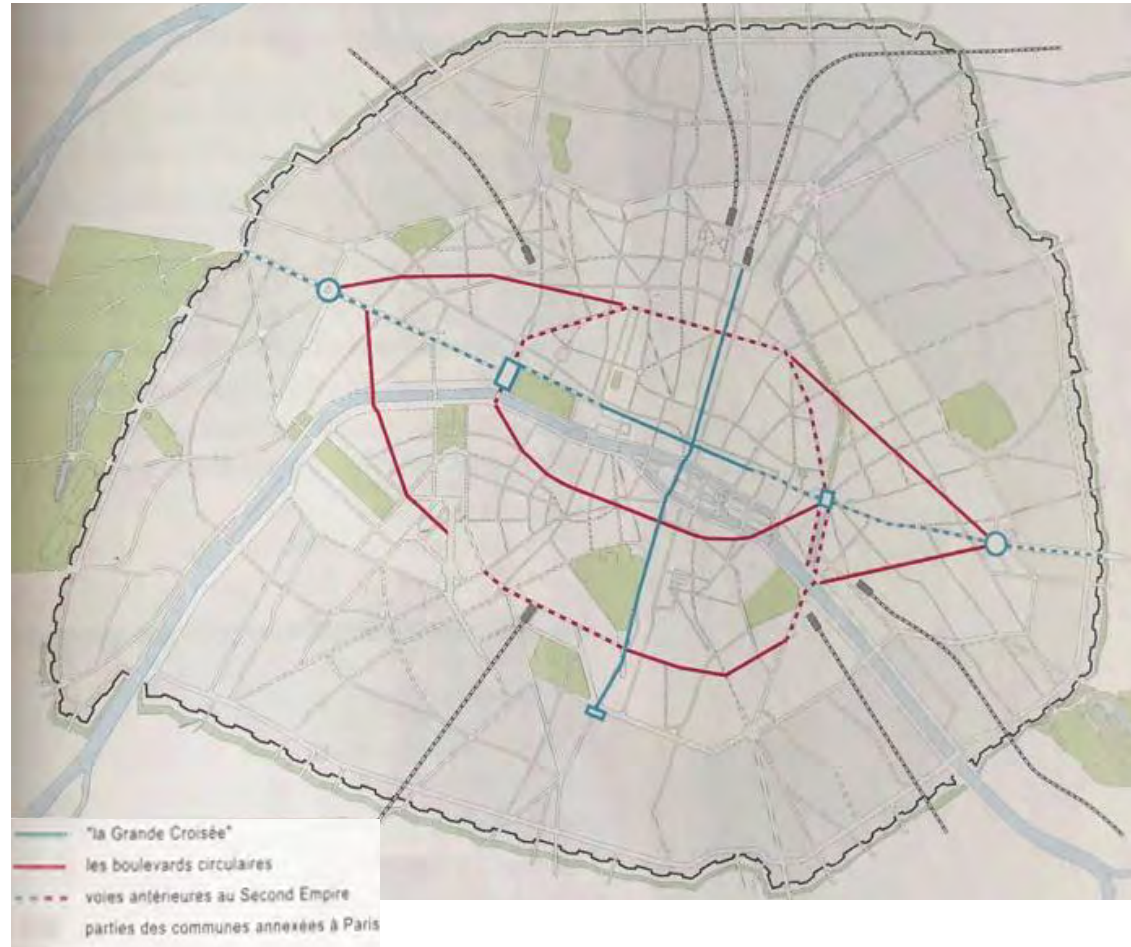 "la Grande Croisée"
les boulevards circulaires
voies antérieures au Second Empire
parties des communes annexées à Paris